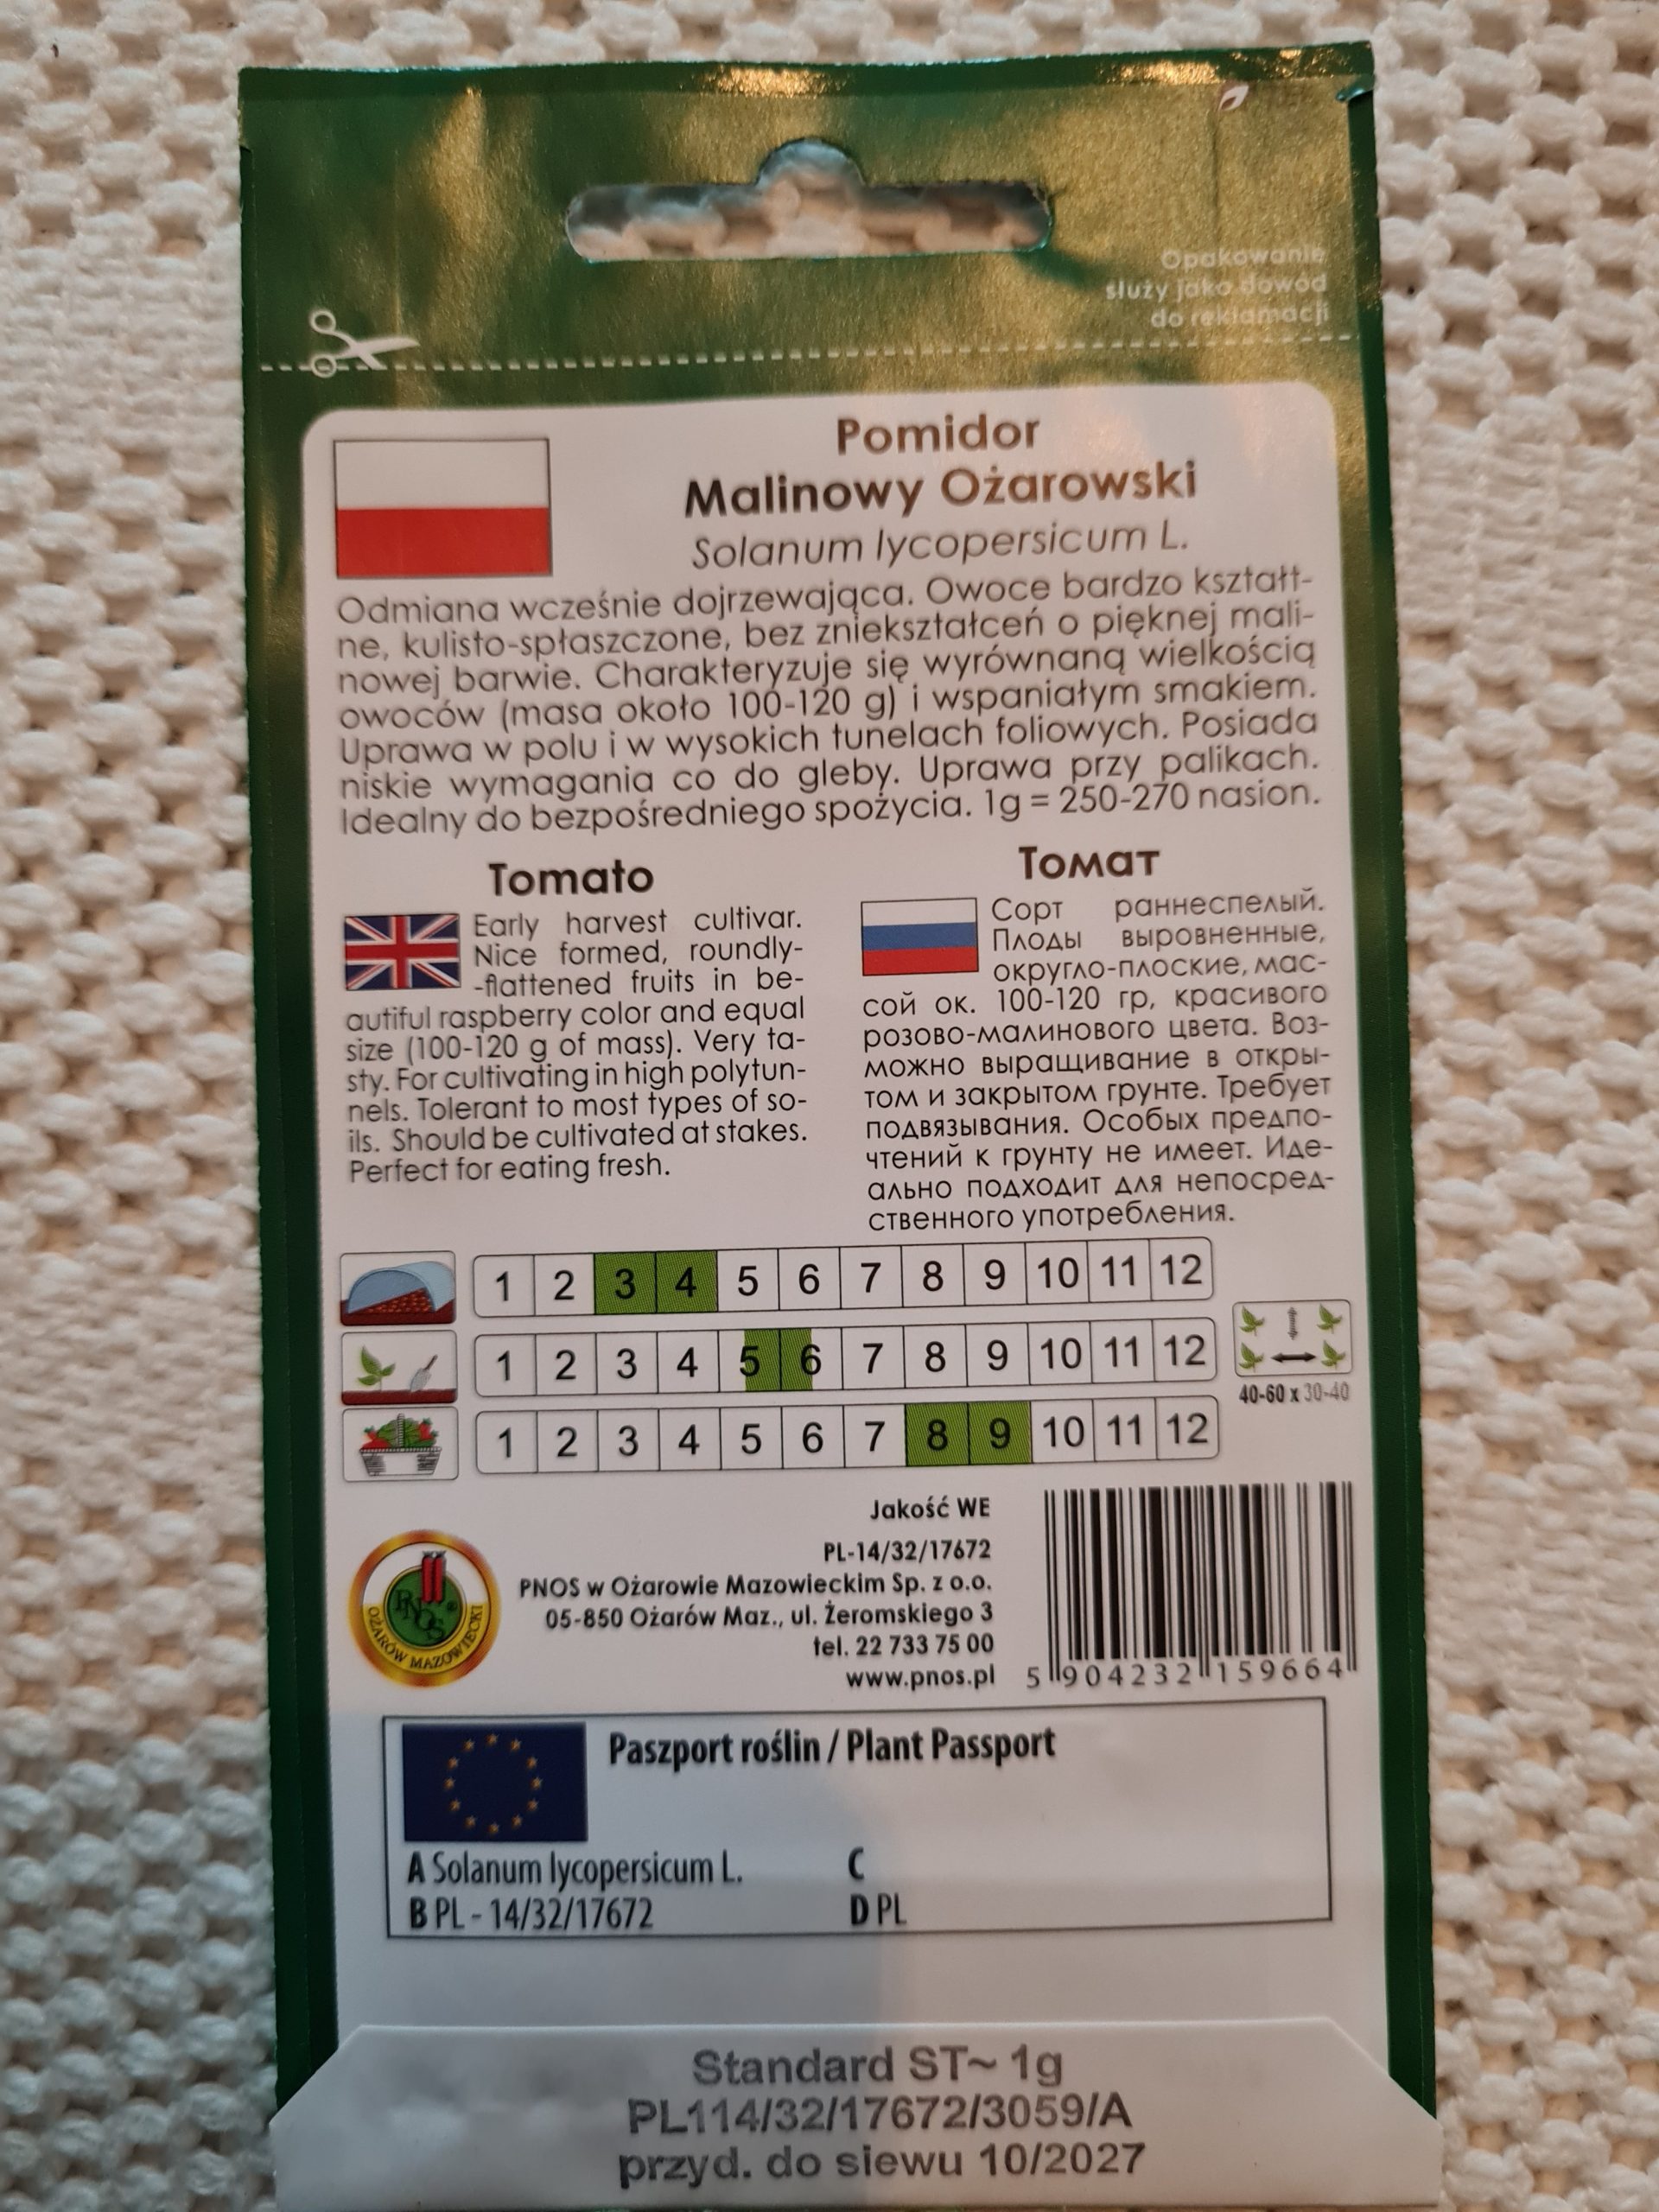 Opakowanie
służy jako dowód
do reklamacji
Pomidor
Malinowy Ożarowski
Solanum lycopersicum L.
Odmiana wcześnie dojrzewająca. Owoce bardzo kształt-
ne, kulisto-spłaszczone, bez zniekształceń o pięknej mali-
nowej barwie. Charakteryzuje się wyrównaną wielkością
owoców (masa około 100-120 g) i wspaniałym smakiem.
Uprawa w polu i w wysokich tunelach foliowych. Posiada
niskie wymagania co do gleby. Uprawa przy palikach.
Idealny do bezpośredniego spożycia. 1g = 250-270 nasion.
Tomato
Early harvest cultivar.
Nice formed, roundly-
-flattened fruits in be-
autiful raspberry color and equal
size (100-120 g of mass). Very ta-
sty. For cultivating in high polytun-
nels. Tolerant to most types of so-
ils. Should be cultivated at stakes.
Perfect for eating fresh.
Томат
Сорт раннеспелый.
Плоды выровненные,
округло-плоские, мас-
сой ок. 100-120 гр, красивого
розово-малинового цвета. Воз-
можно выращивание в откры-
том и закрытом грунте. Требует
подвязывания. Особых предпо-
чтений к грунту не имеет. Иде-
ально подходит для непосред-
ственного употребления.
1 2 3 4 5 6 7 8 9 10 11 12
1 2 3 4 5 6 7 8 9 10 11 12
40-60 x 30-40
1 2 3 4 5 6 7 8 9 10 11 12
Jakość WE
PL-14/32/17672
PNOS w Ożarowie Mazowieckim Sp. z o.o.
05-850 Ożarów Maz., ul. Żeromskiego 3
tel. 22 733 75 00
www.pnos.pl
PNOS®
OŻARÓW MAZOWIECKI
5 904232 159664
Paszport roślin / Plant Passport
A Solanum lycopersicum L.
C
B PL - 14/32/17672
D PL
Standard ST~ 1g
PL114/32/17672/3059/A
przyd. do siewu 10/2027